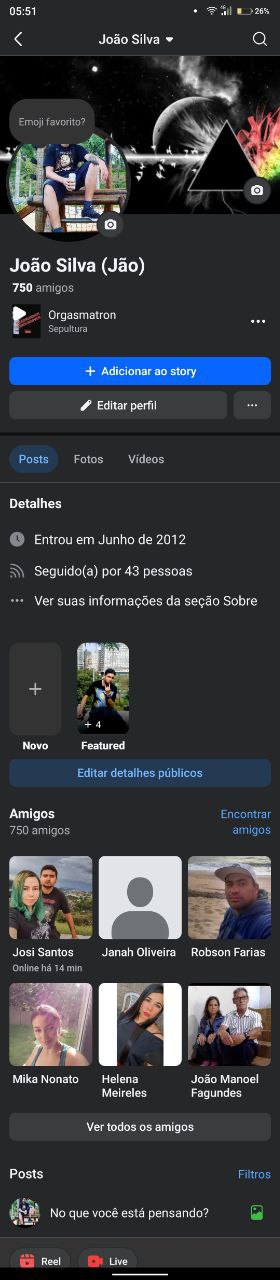 05:51
26%
João Silva
Emoji favorito?
João Silva (Jão)
750 amigos
Orgasmatron
Sepultura
+ Adicionar ao story
Editar perfil
Posts Fotos Vídeos
Detalhes
Entrou em Junho de 2012
Seguido(a) por 43 pessoas
Ver suas informações da seção Sobre
+ 4
Novo Featured
Editar detalhes públicos
Amigos
750 amigos
Encontrar
amigos
Josi Santos
Online há 14 min
Janah Oliveira
Robson Farias
Mika Nonato
Helena
Meireles
João Manoel
Fagundes
Ver todos os amigos
Posts Filtros
No que você está pensando?
Reel Live